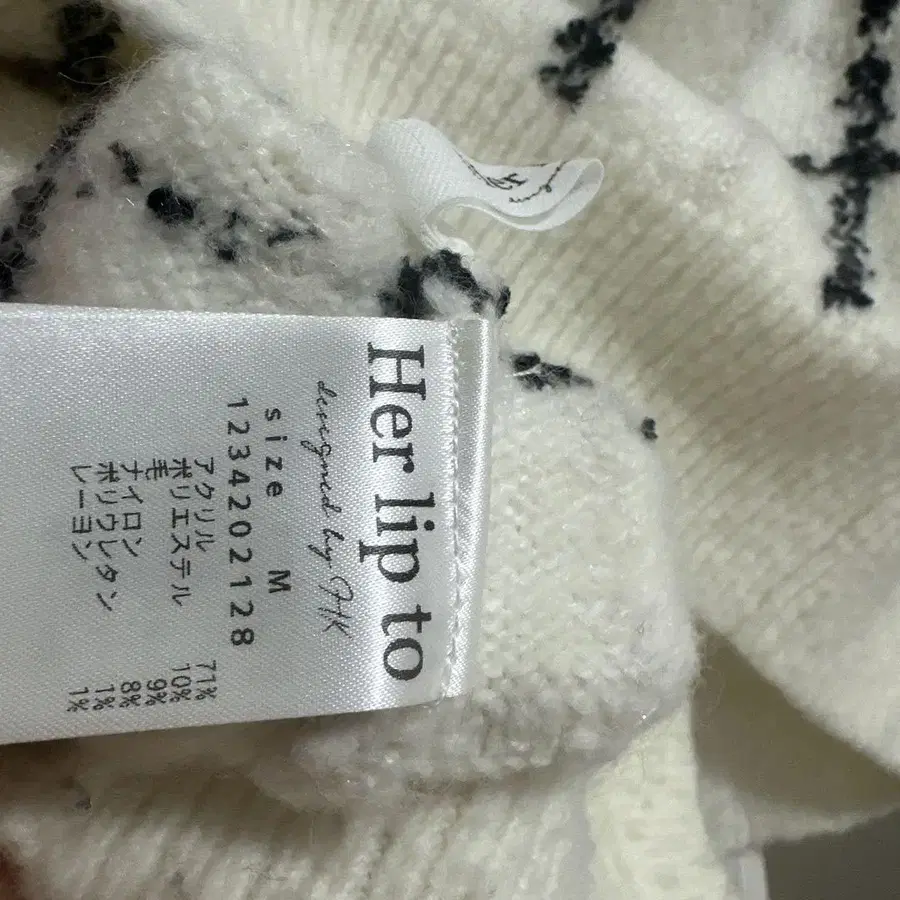 Her lip to
designed by HK
size M
1234202128
アクリル 71%
ポリエステル 10%
毛 9%
ナイロン 8%
ポリウレタン 1%
レーヨン 1%